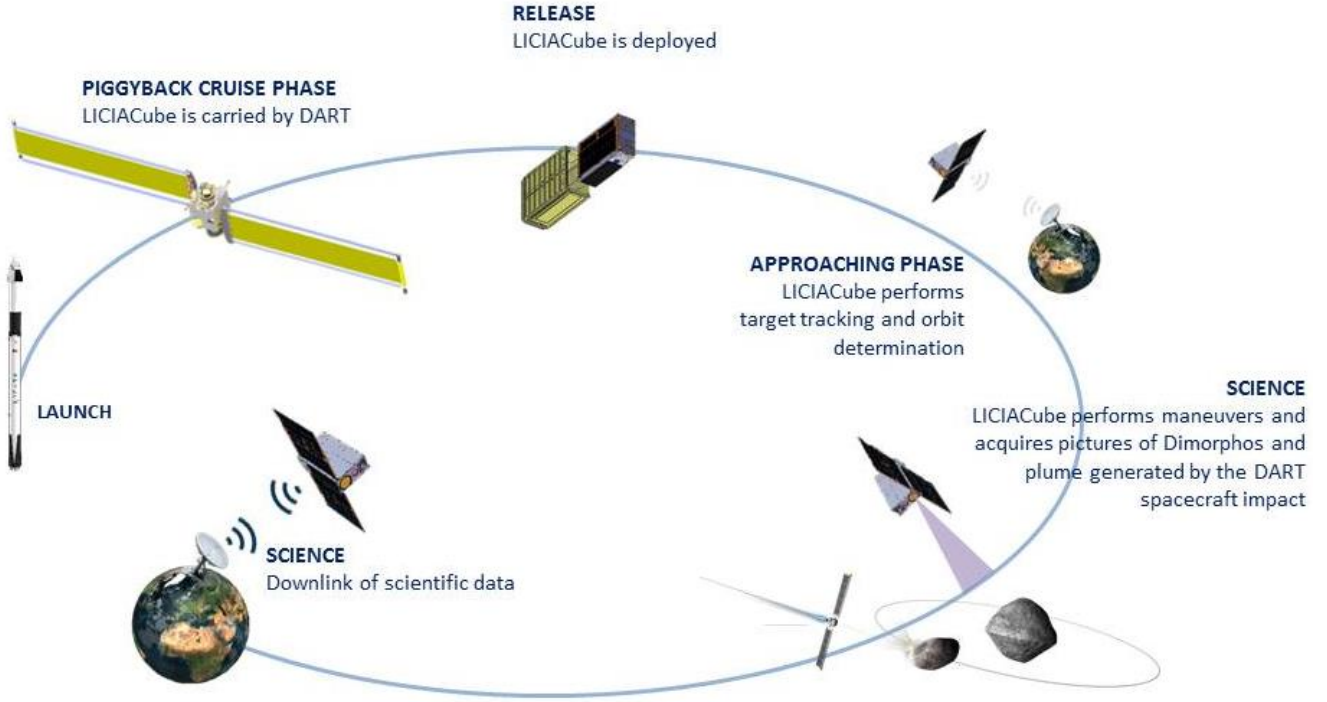 RELEASE
LICIACube is deployed
PIGGYBACK CRUISE PHASE
LICIACube is carried by DART
APPROACHING PHASE
LICIACube performs
target tracking and orbit
determination
LAUNCH
SCIENCE
LICIACube performs maneuvers and
acquires pictures of Dimorphos and
plume generated by the DART
spacecraft impact
SCIENCE
Downlink of scientific data